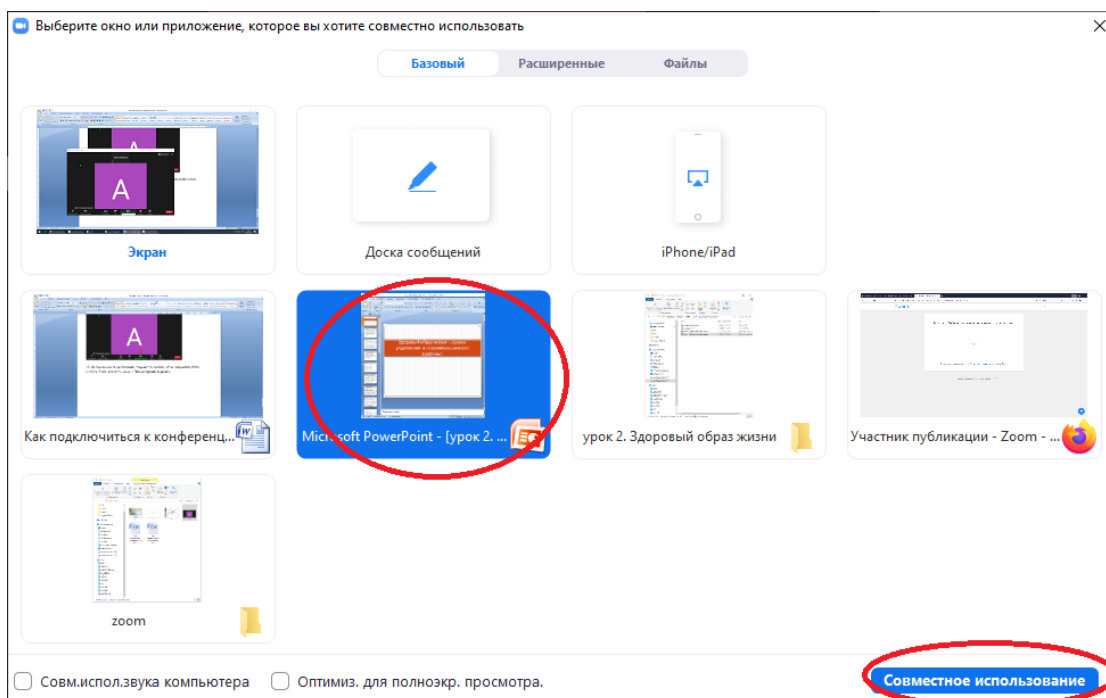 Выберите окно или приложение, которое вы хотите совместно использовать
Базовый Расширенные Файлы
A
Экран
Доска сообщений
iPhone/iPad
A
Как подключиться к конференц...
Microsoft PowerPoint - [урок 2. ...
урок 2. Здоровый образ жизни
Участник публикации - Zoom - ...
zoom
Совм.испол.звука компьютера
Оптимиз. для полноэкр. просмотра.
Совместное использование